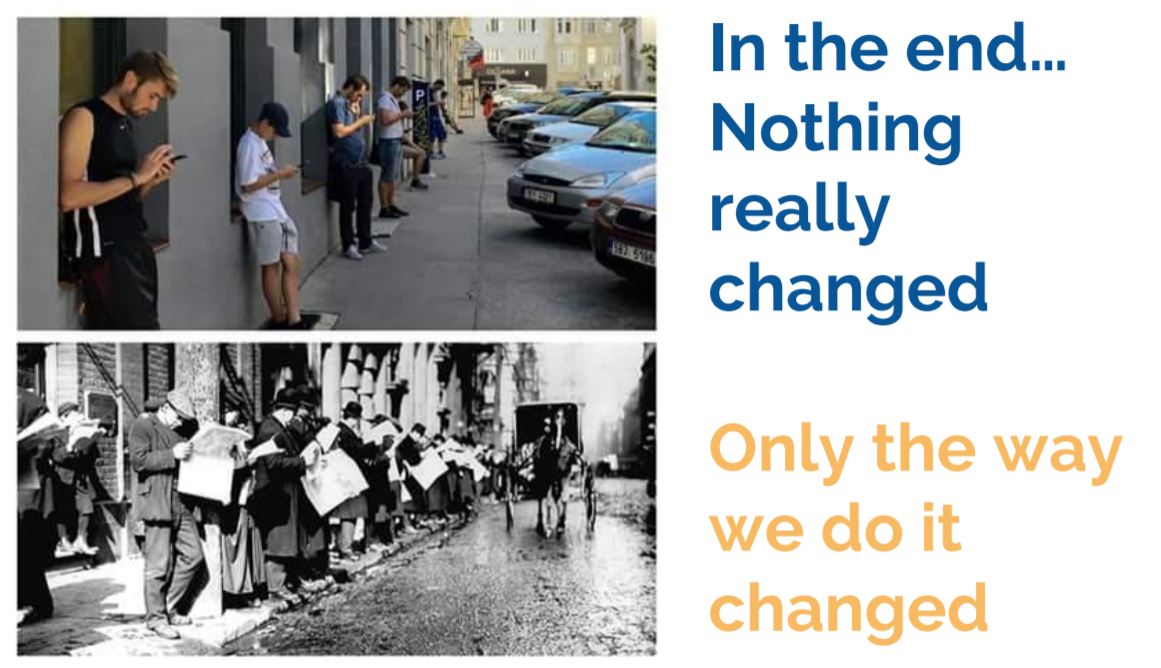 In the end...
Nothing
really
changed
Only the way
we do it
changed
P